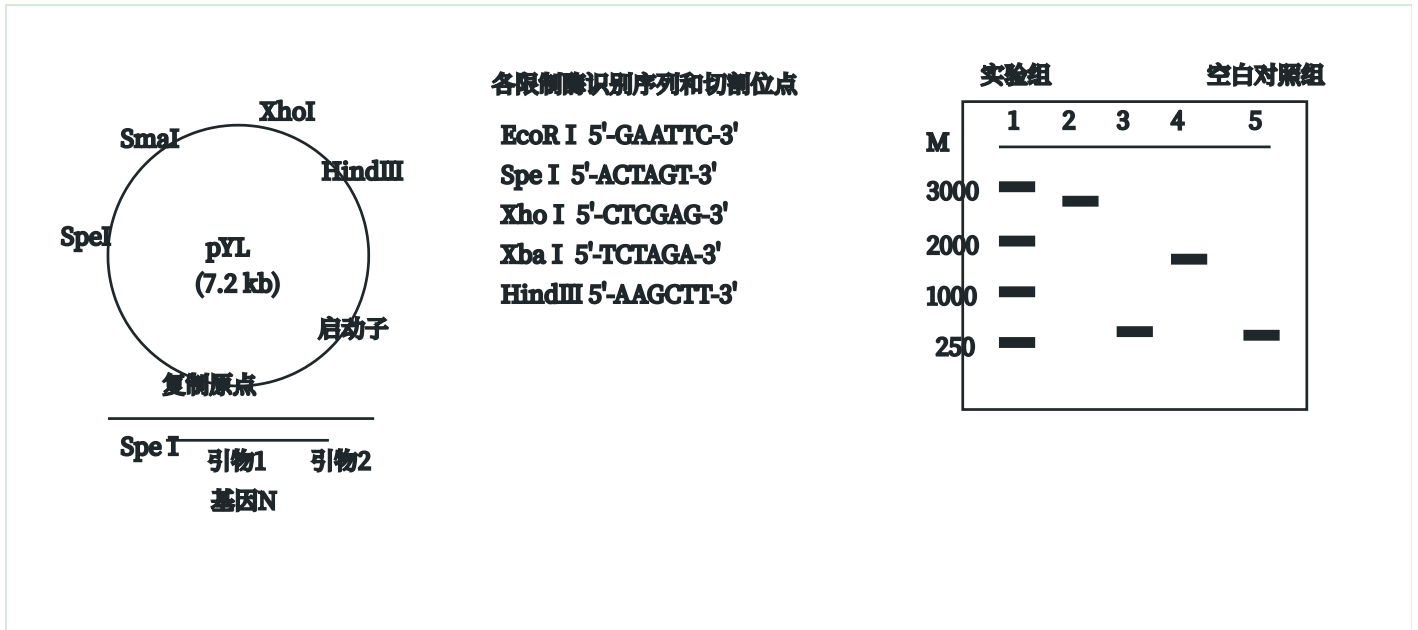 XhoI
SmaI
HindⅢ
SpeI
pYL
(7.2 kb)
启动子
复制原点
Spe I
引物1 引物2
基因N
各限制酶识别序列和切割位点
EcoR I 5'-GAATTC-3'
Spe I 5'-ACTAGT-3'
Xho I 5'-CTCGAG-3'
Xba I 5'-TCTAGA-3'
HindⅢ 5'-AAGCTT-3'
实验组 空白对照组
1 2 3 4 5
M
3000
2000
1000
250